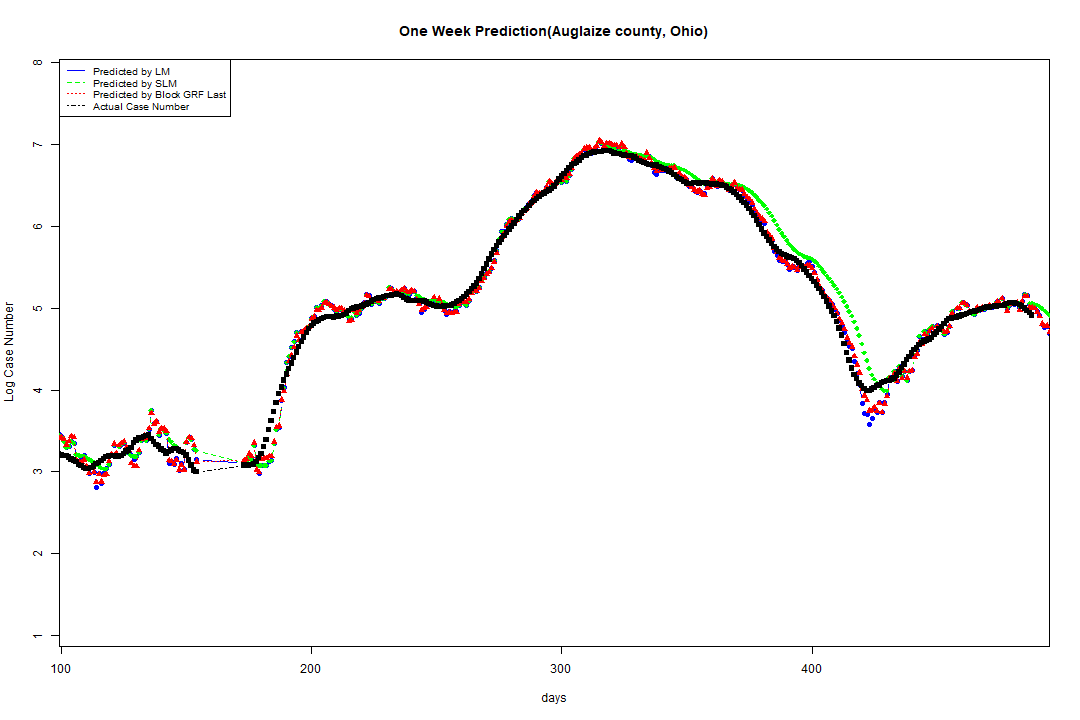 One Week Prediction(Auglaize county, Ohio)
Predicted by LM
Predicted by SLM
Predicted by Block GRF Last
Actual Case Number
8
7
6
5
4
3
2
1
Log Case Number
100 200 300 400
days